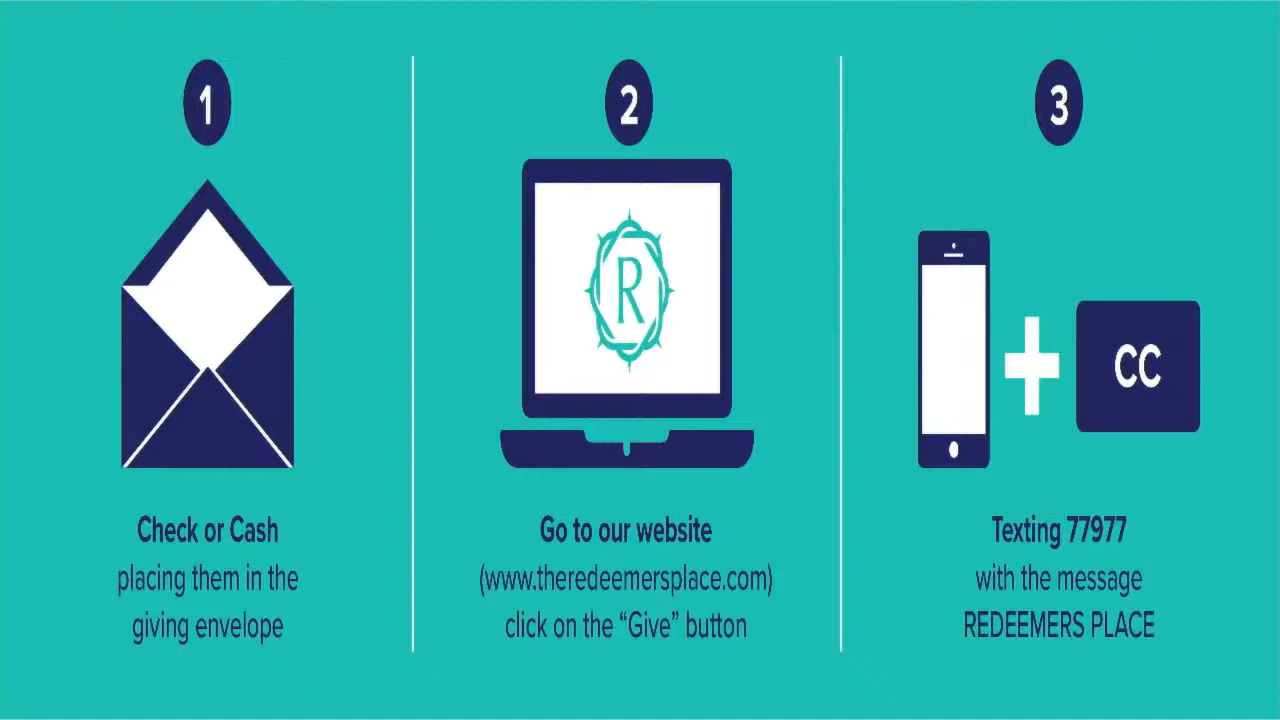 1
Check or Cash
placing them in the
giving envelope
2
R
Go to our website
(www.theredeemersplace.com)
click on the “Give” button
3
CC
Texting 77977
with the message
REDEEMERS PLACE